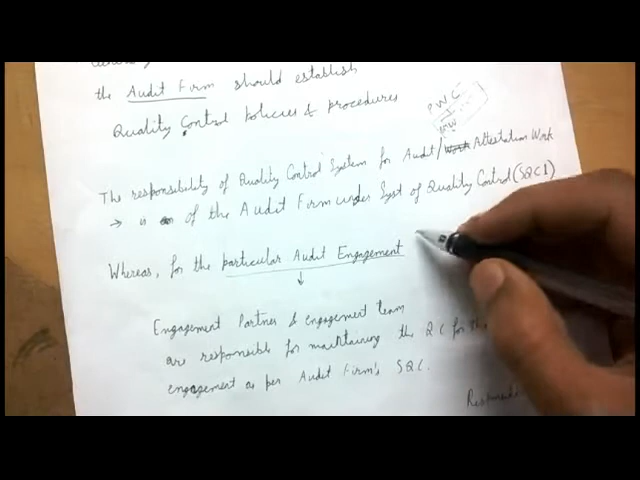 the Audit Firm should establish
Quality Control policies & procedures
PWC
The responsibility of Quality Control System for Audit/ Attestation Work
→ is of the Audit Firm under Syst of Quality Control (SQC1)
Whereas, for the particular Audit Engagement
↓
Engagement Partner & engagement team
are responsible for maintaining the QC for
engagement as per Audit Firm's SQC.